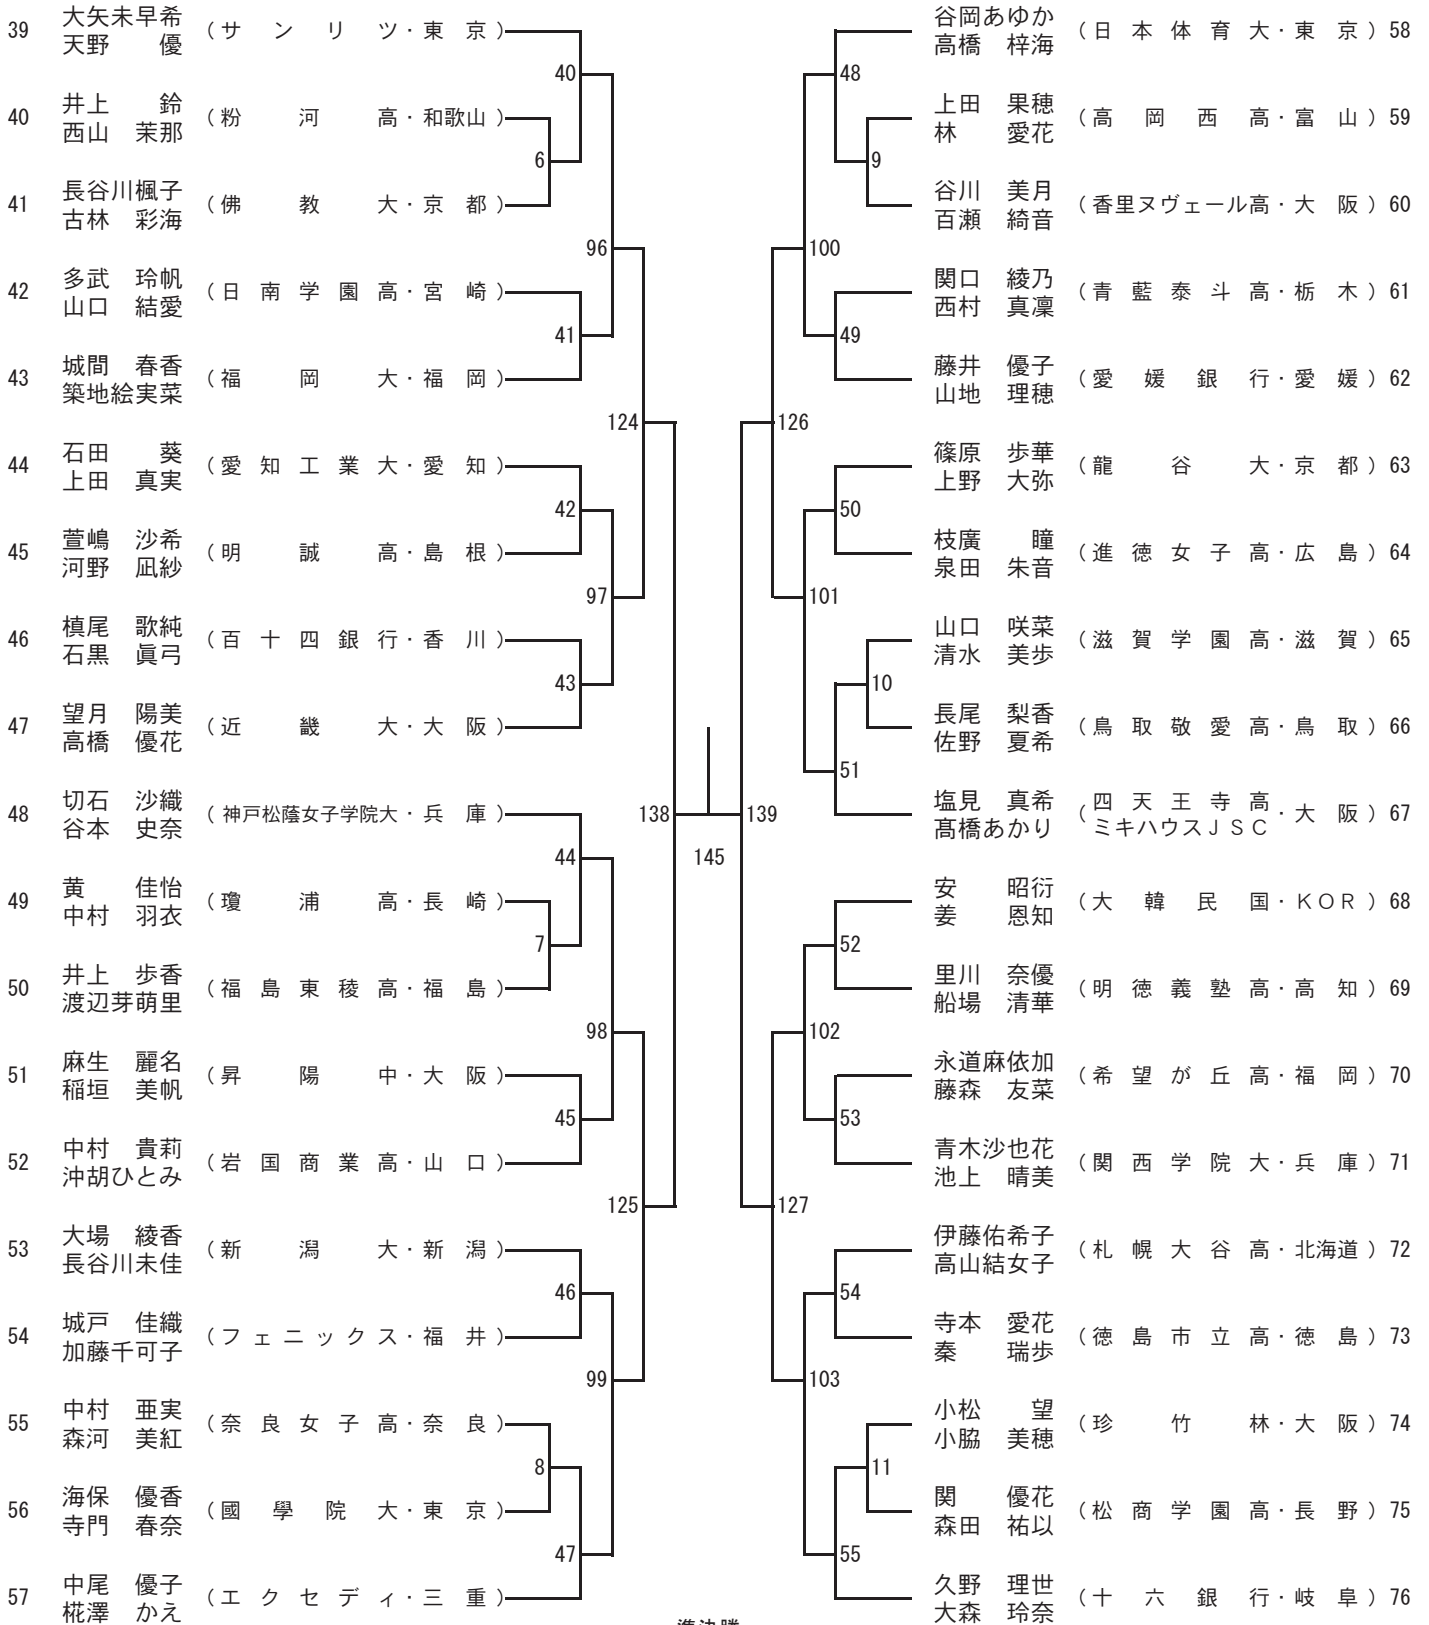 39 大矢未早希 天野　優 （サンリツ・東京）
40 井上　鈴 西山　茉那 （粉河高・和歌山）
41 長谷川楓子 古林　彩海 （佛教大・京都）
42 多武　玲帆 山口　結愛 （日南学園高・宮崎）
43 城間　春香 築地絵実菜 （福岡大・福岡）
44 石田　葵 上田　真実 （愛知工業大・愛知）
45 萱嶋　沙希 河野　凪紗 （明誠高・島根）
46 槙尾　歌純 石黒　眞弓 （百十四銀行・香川）
47 望月　陽美 高橋　優花 （近畿大・大阪）
48 切石　沙織 谷本　史奈 （神戸松蔭女子学院大・兵庫）
49 黄　佳怡 中村　羽衣 （瓊浦高・長崎）
50 井上　歩香 渡辺芽萌里 （福島東稜高・福島）
51 麻生　麗名 稲垣　美帆 （昇陽中・大阪）
52 中村　貴莉 沖胡ひとみ （岩国商業高・山口）
53 大場　綾香 長谷川未佳 （新潟大・新潟）
54 城戸　佳織 加藤千可子 （フェニックス・福井）
55 中村　亜実 森河　美紅 （奈良女子高・奈良）
56 海保　優香 寺門　春奈 （國學院大・東京）
57 中尾　優子 椛澤　かえ （エクセディ・三重）
40
6
96
41
124
42
97
43
138
44
7
98
45
125
46
99
8
47
145
48
9
100
49
126
50
101
10
51
139
52
102
53
127
54
103
11
55
谷岡あゆか 高橋　梓海 （日本体育大・東京）58
上田　果穂 林　愛花 （高岡西高・富山）59
谷川　美月 百瀬　綺音 （香里ヌヴェール高・大阪）60
関口　綾乃 西村　真凜 （青藍泰斗高・栃木）61
藤井　優子 山地　理穂 （愛媛銀行・愛媛）62
篠原　歩華 上野　大弥 （龍谷大・京都）63
枝廣　瞳 泉田　朱音 （進徳女子高・広島）64
山口　咲菜 清水　美歩 （滋賀学園高・滋賀）65
長尾　梨香 佐野　夏希 （鳥取敬愛高・鳥取）66
塩見　真希 髙橋あかり （四天王寺高 ミキハウスＪＳＣ・大阪）67
安　昭衍 姜　恩知 （大韓民国・ＫＯＲ）68
里川　奈優 船場　清華 （明徳義塾高・高知）69
永道麻依加 藤森　友菜 （希望が丘高・福岡）70
青木沙也花 池上　晴美 （関西学院大・兵庫）71
伊藤佑希子 高山結女子 （札幌大谷高・北海道）72
寺本　愛花 秦　瑞歩 （徳島市立高・徳島）73
小松　望 小脇　美穂 （珍竹林・大阪）74
関　優花 森田　祐以 （松商学園高・長野）75
久野　理世 大森　玲奈 （十六銀行・岐阜）76